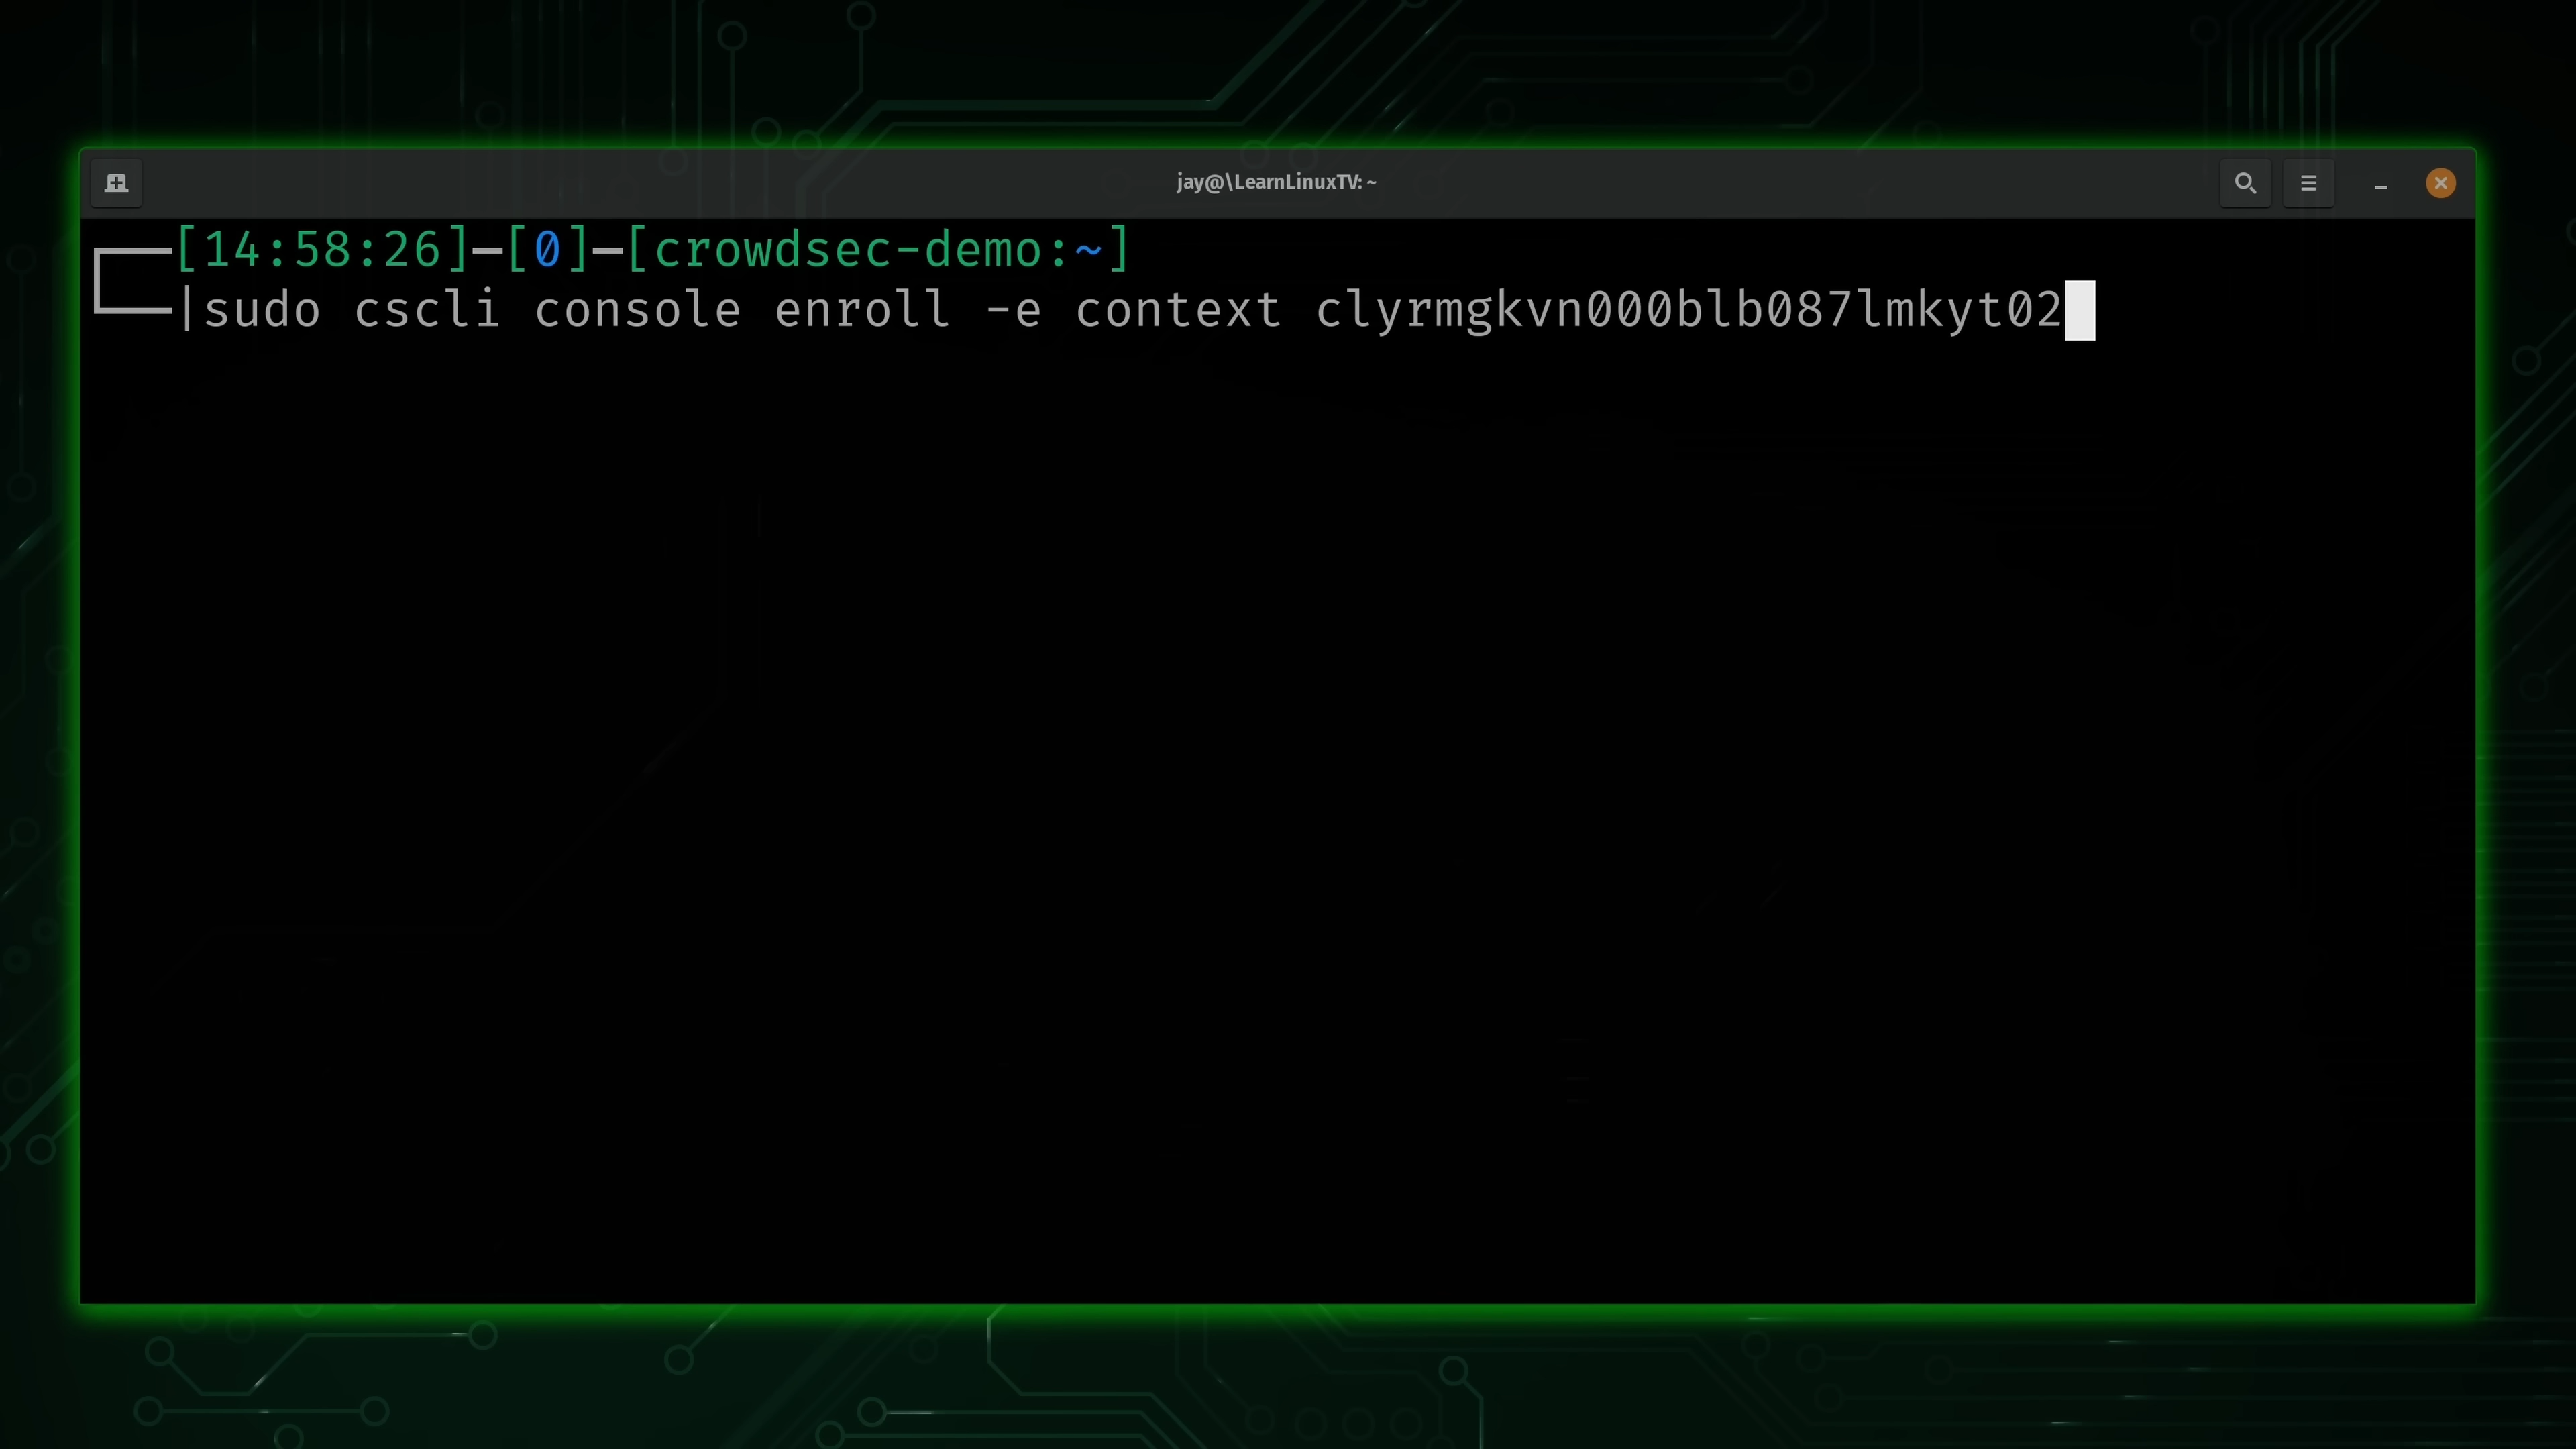 jay@\LearnLinuxTV: ~
[14:58:26]—[0]—[crowdsec-demo:~]
|sudo cscli console enroll -e context clyrmgkvn000blb087lmkyt02